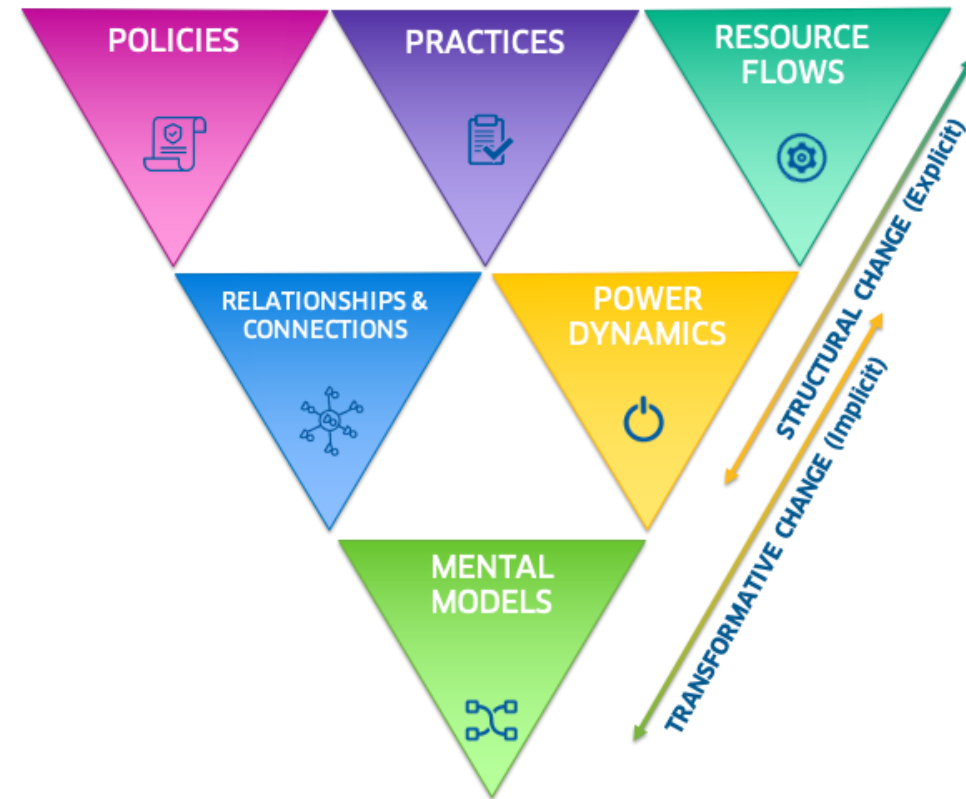 POLICIES
PRACTICES
RESOURCE
FLOWS
RELATIONSHIPS &
CONNECTIONS
POWER
DYNAMICS
MENTAL
MODELS
STRUCTURAL CHANGE (Explicit)
TRANSFORMATIVE CHANGE (Implicit)